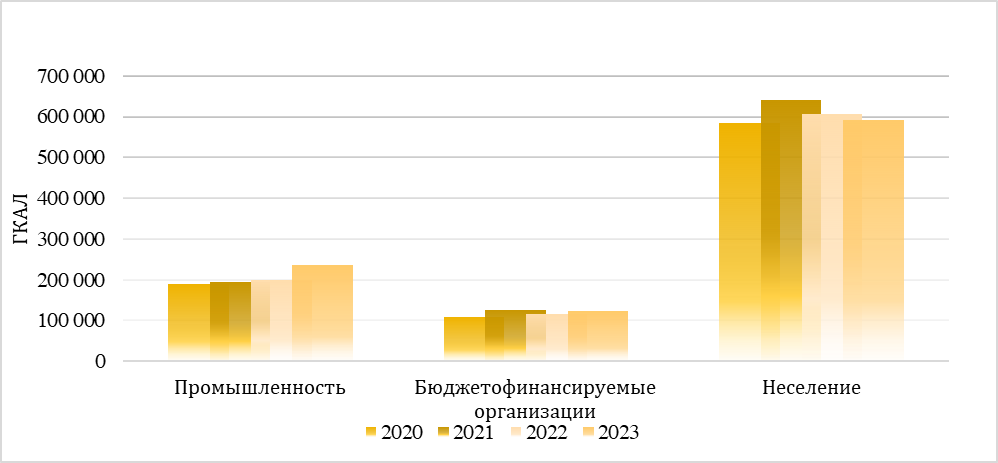 700 000
600 000
500 000
400 000
300 000
200 000
100 000
0
ГКАЛ
Промышленность
Бюджетофинансируемые
организации
Неселение
2020 2021 2022 2023